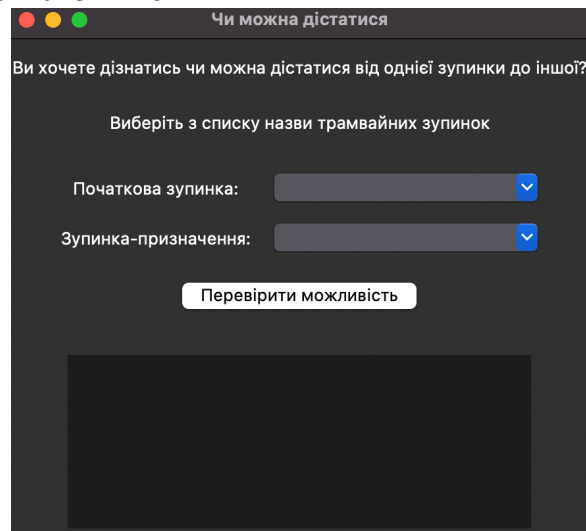 Чи можна дістатися
Ви хочете дізнатись чи можна дістатися від однієї зупинки до іншої?
Виберіть з списку назви трамвайних зупинок
Початкова зупинка:
Зупинка-призначення:
Перевірити можливість